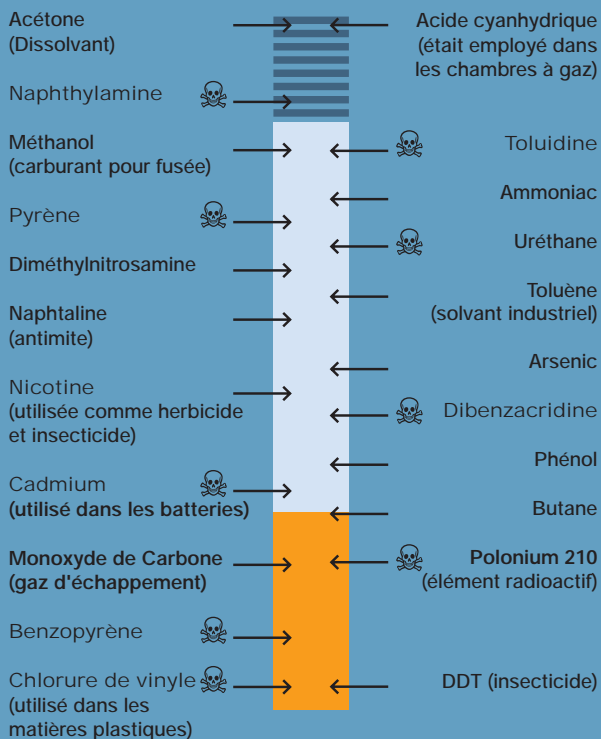 Acétone
(Dissolvant)
Naphthylamine
Méthanol
(carburant pour fusée)
Pyrène
Diméthylnitrosamine
Naphtaline
(antimite)
Nicotine
(utilisée comme herbicide
et insecticide)
Cadmium
(utilisé dans les batteries)
Monoxyde de Carbone
(gaz d'échappement)
Benzopyrène
Chlorure de vinyle
(utilisé dans les
matières plastiques)
Acide cyanhydrique
(était employé dans
les chambres à gaz)
Toluidine
Ammoniac
Uréthane
Toluène
(solvant industriel)
Arsenic
Dibenzacridine
Phénol
Butane
Polonium 210
(élément radioactif)
DDT (insecticide)